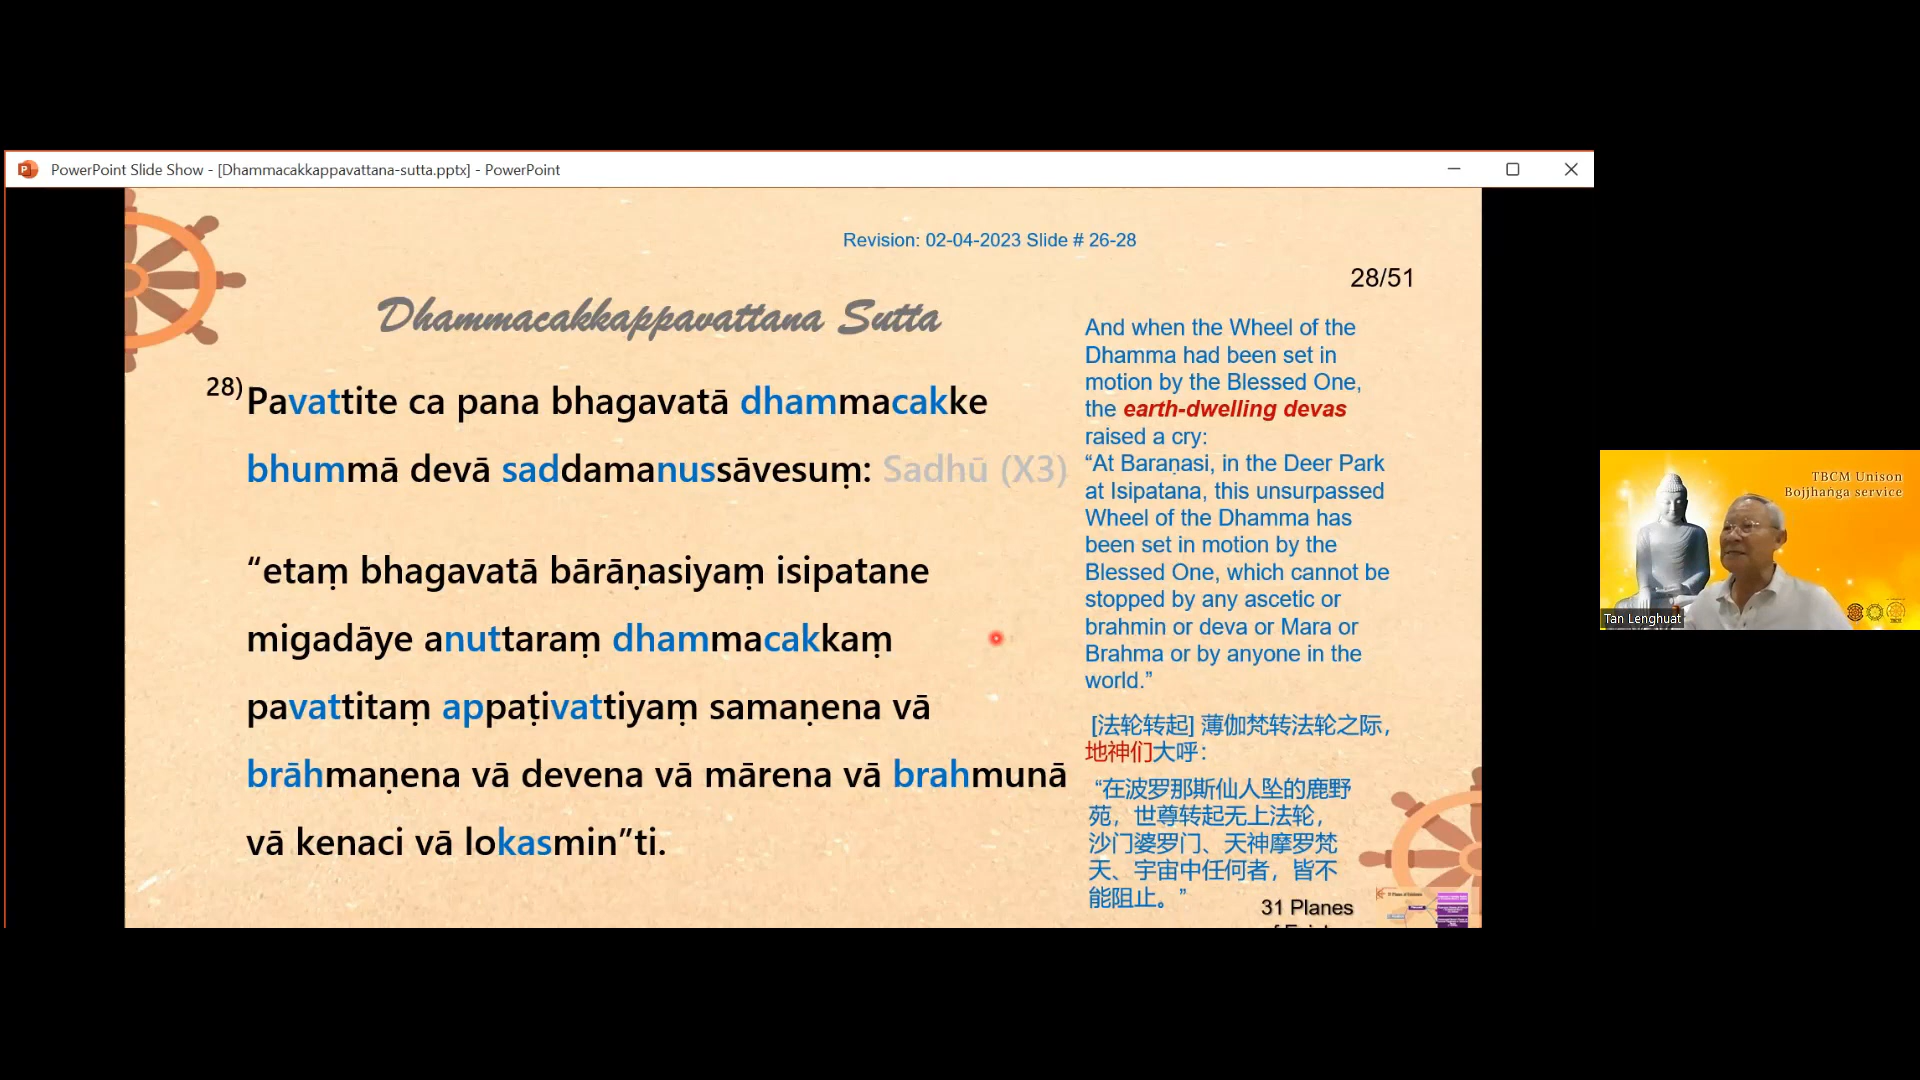 PowerPoint Slide Show - [Dhammacakkappavattana-sutta.pptx] - PowerPoint
Revision: 02-04-2023 Slide # 26-28
28/51
Dhammacakkappavattana Sutta
28) Pavattite ca pana bhagavatā dhammacakke
bhummā devā saddamanussāvesuṃ: Sadhū (X3)
“etaṃ bhagavatā bārāṇasiyaṃ isipatane
migadāye anuttaraṃ dhammacakkaṃ
pavattitaṃ appaṭivattiyaṃ samaṇena vā
brāhmaṇena vā devena vā mārena vā brahmunā
vā kenaci vā lokasmin”ti.
And when the Wheel of the
Dhamma had been set in
motion by the Blessed One,
the earth-dwelling devas
raised a cry:
“At Baraṇasi, in the Deer Park
at Isipatana, this unsurpassed
Wheel of the Dhamma has
been set in motion by the
Blessed One, which cannot be
stopped by any ascetic or
brahmin or deva or Mara or
Brahma or by anyone in the
world.”
[法轮转起] 薄伽梵转法轮之际，
地神们大呼：
“在波罗那斯仙人坠的鹿野
苑，世尊转起无上法轮，
沙门婆罗门、天神摩罗梵
天、宇宙中任何者，皆不
能阻止。”
31 Planes
TBCM Unison
Bojjhaṅga service
Tan Lenghuat